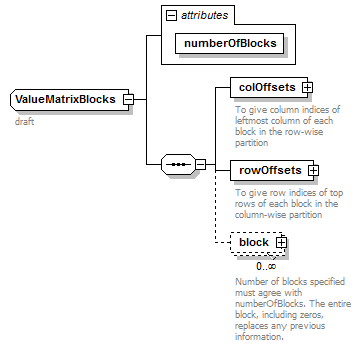 attributes
numberOfBlocks
ValueMatrixBlocks
draft
colOffsets
To give column indices of
leftmost column of each
block in the row-wise
partition
rowOffsets
To give row indices of top
rows of each block in the
column-wise partition
block
0..∞
Number of blocks specified
must agree with
numberOfBlocks. The entire
block, including zeros,
replaces any previous
information.